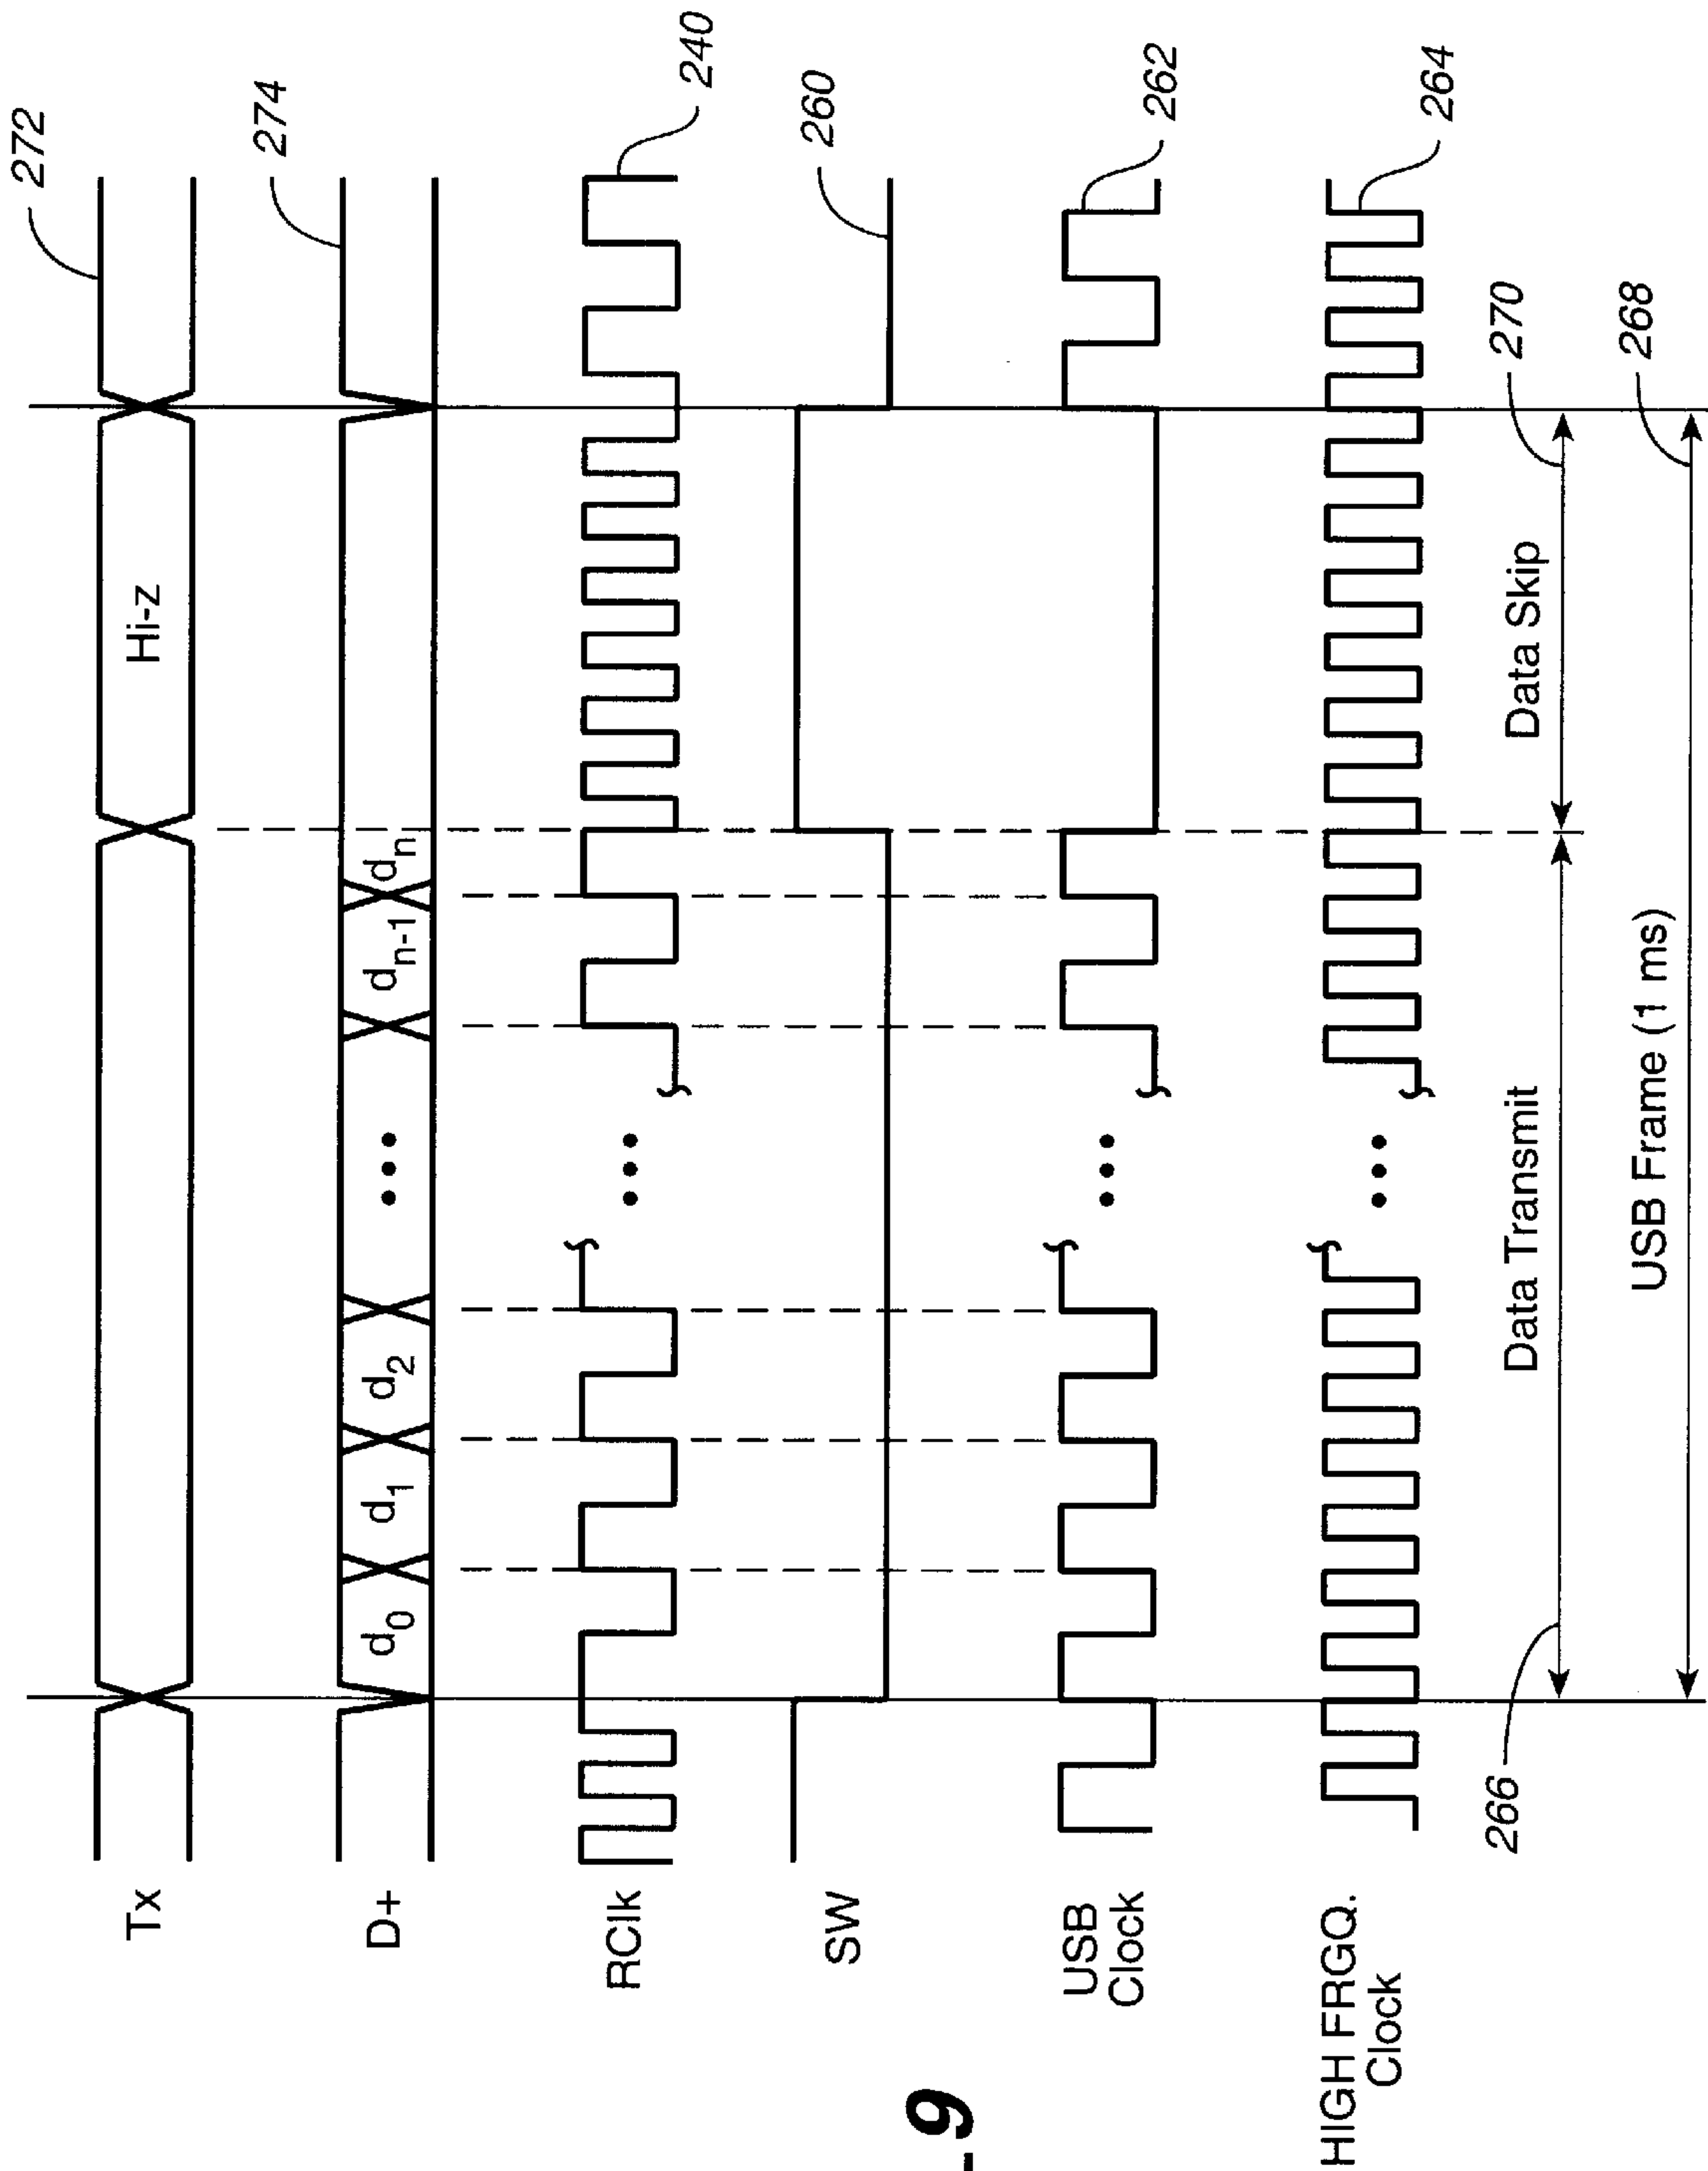 272
Tx
Hi-z
274
D+
d0
d1
d2
•••
dn-1
dn
240
RClk
•••
260
SW
262
USB
Clock
•••
264
HIGH FRGQ.
Clock
•••
266
Data Transmit
Data Skip
270
USB Frame (1 ms)
268
_9